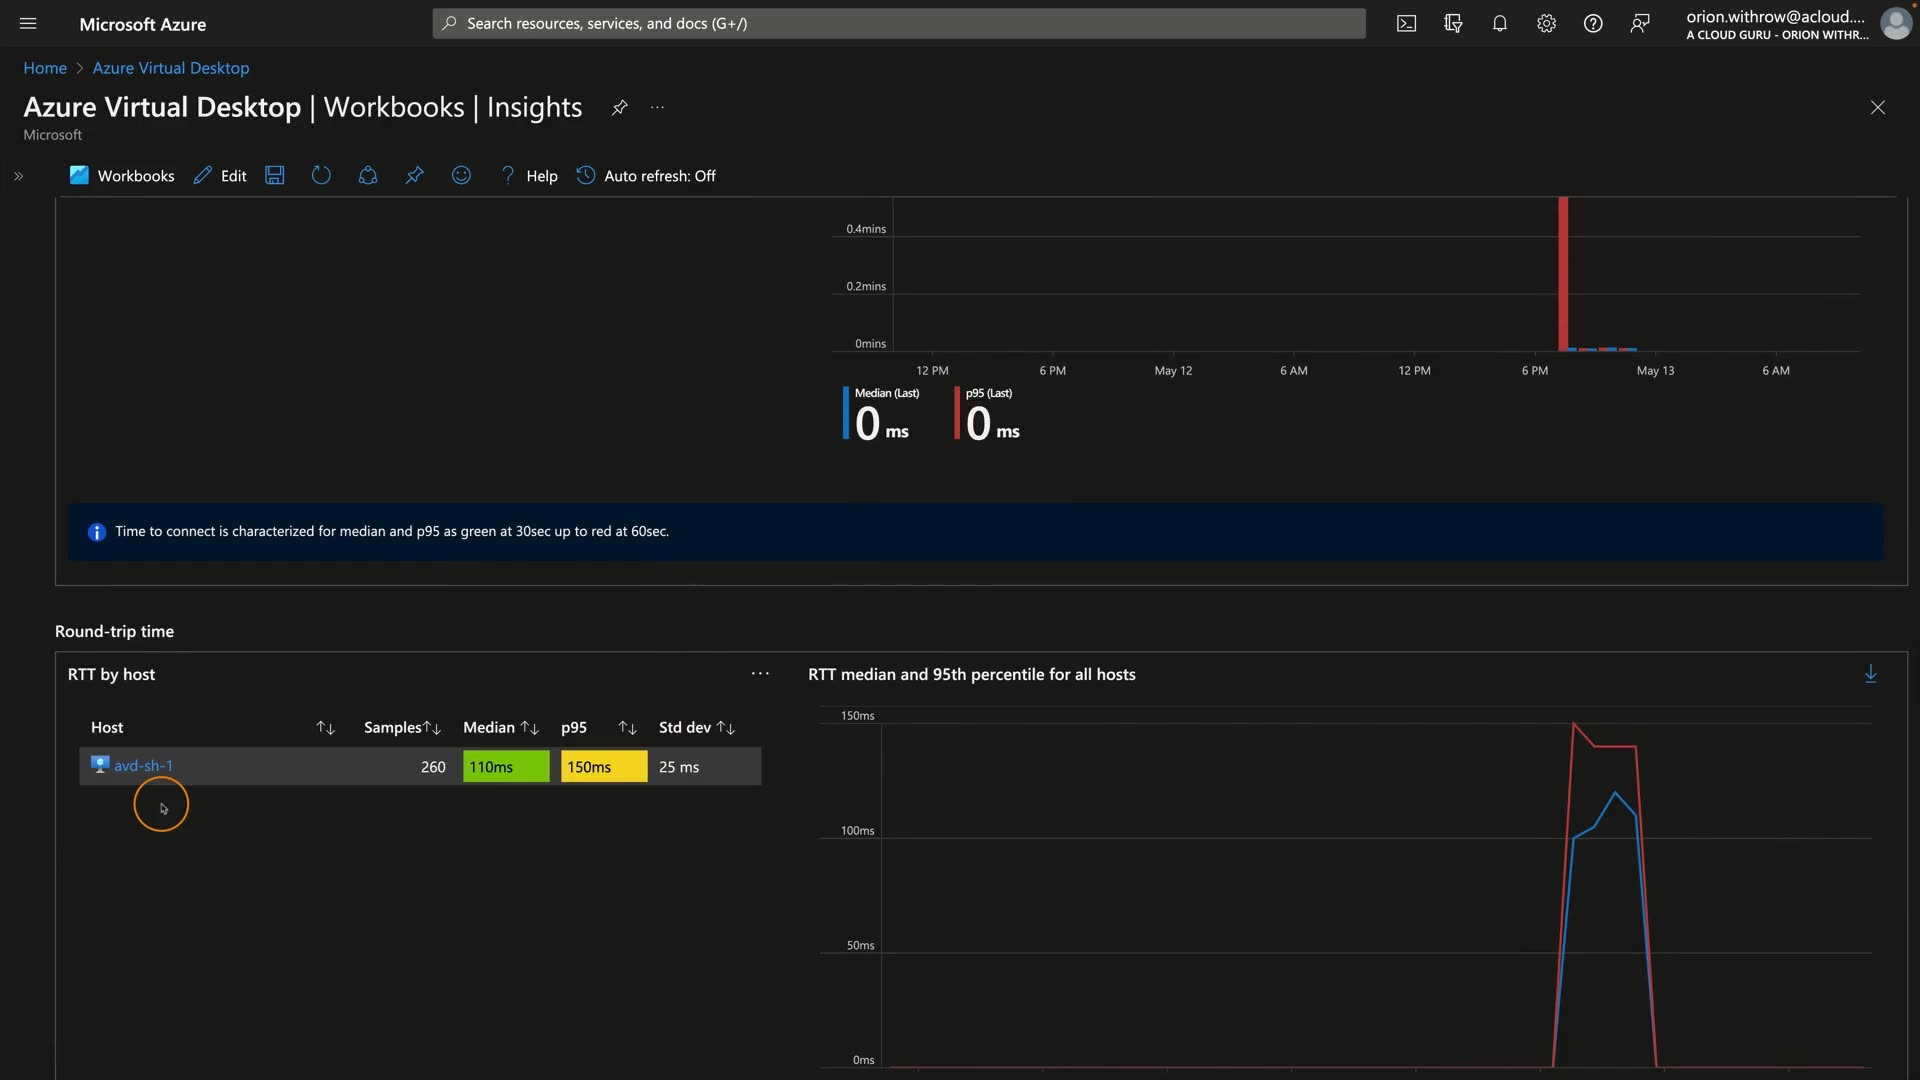 Microsoft Azure
Search resources, services, and docs (G+/)
orion.withrow@acloud....
A CLOUD GURU - ORION WITHR...
Home > Azure Virtual Desktop
Azure Virtual Desktop | Workbooks | Insights
Microsoft
Workbooks Edit Help Auto refresh: Off
0.4mins
0.2mins
0mins
12 PM 6 PM May 12 6 AM 12 PM 6 PM May 13 6 AM
Median (Last) p95 (Last)
0 ms 0 ms
Time to connect is characterized for median and p95 as green at 30sec up to red at 60sec.
Round-trip time
RTT by host
Host Samples Median p95 Std dev
avd-sh-1 260 110ms 150ms 25 ms
RTT median and 95th percentile for all hosts
150ms
100ms
50ms
0ms